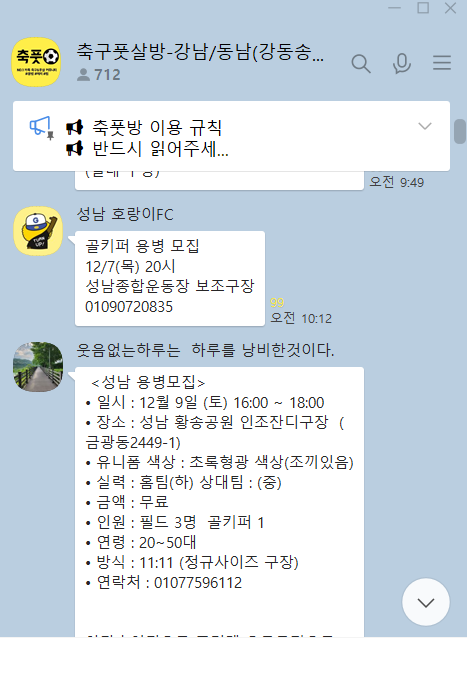 축풋
축구풋살방-강남/동남(강동송...
712
축풋방 이용 규칙
반드시 읽어주세...
오전 9:49
성남 호랑이FC
골키퍼 용병 모집
12/7(목) 20시
성남종합운동장 보조구장
01090720835
99
오전 10:12
웃음없는하루는 하루를 낭비한것이다.
<성남 용병모집>
• 일시 : 12월 9일 (토) 16:00 ~ 18:00
• 장소 : 성남 황송공원 인조잔디구장 (
금광동2449-1)
• 유니폼 색상 : 초록형광 색상(조끼있음)
• 실력 : 홈팀(하) 상대팀 : (중)
• 금액 : 무료
• 인원 : 필드 3명 골키퍼 1
• 연령 : 20~50대
• 방식 : 11:11 (정규사이즈 구장)
• 연락처 : 01077596112